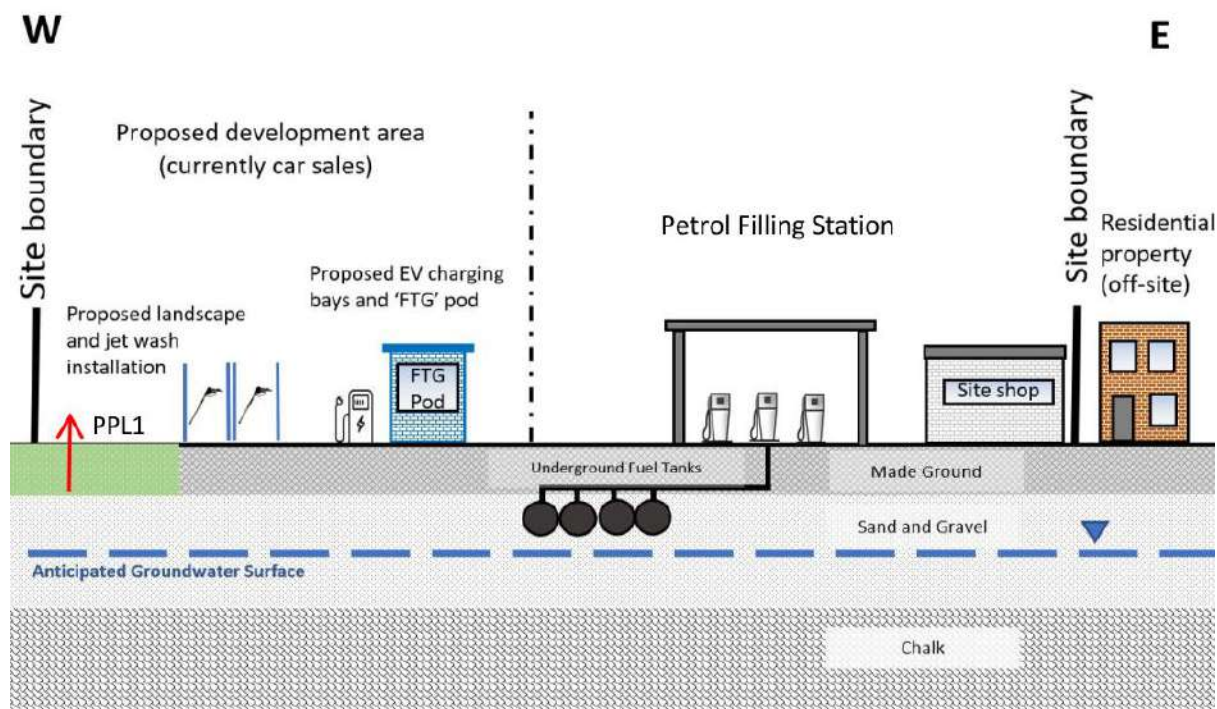 W
E
Site boundary
Proposed development area
(currently car sales)
Petrol Filling Station
Site boundary
Residential
property
(off-site)
Proposed EV charging
bays and ‘FTG’ pod
Proposed landscape
and jet wash
installation
FTG
Pod
Site shop
PPL1
Underground Fuel Tanks
Made Ground
Sand and Gravel
Anticipated Groundwater Surface
Chalk